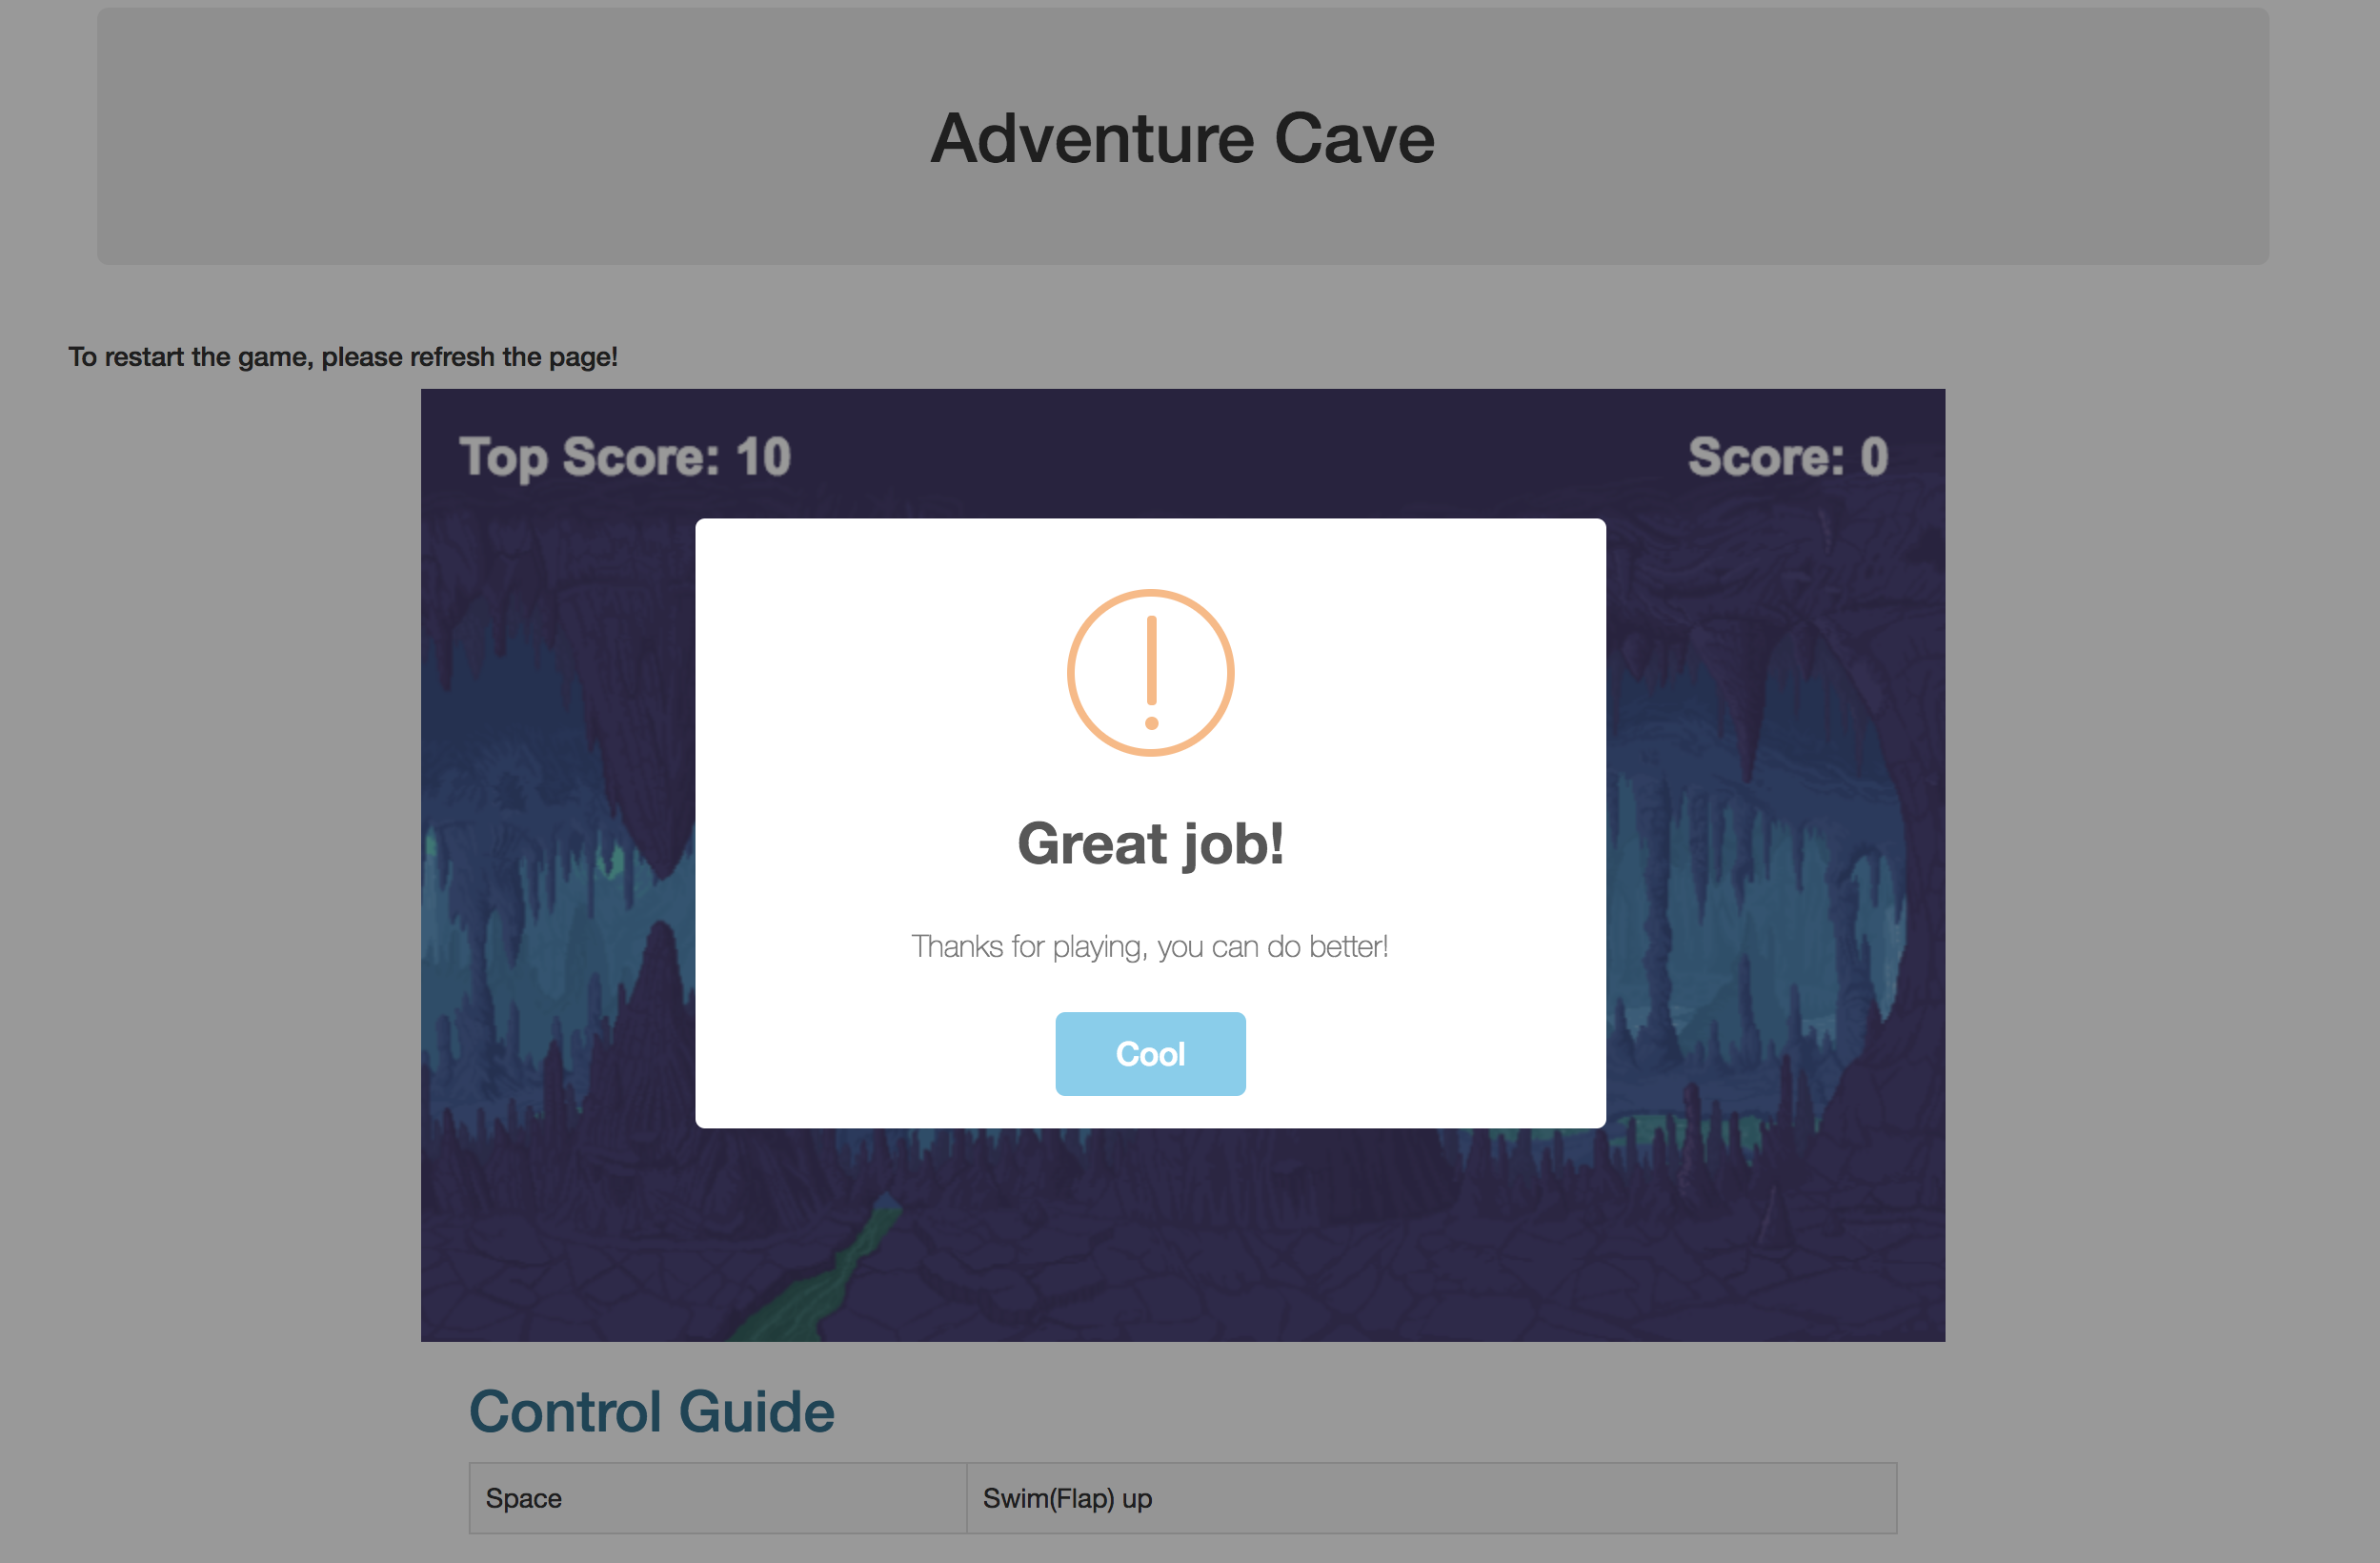 Adventure Cave
To restart the game, please refresh the page!
Top Score: 10
Score: 0
Great job!
Thanks for playing, you can do better!
Cool
Control Guide
Space
Swim(Flap) up